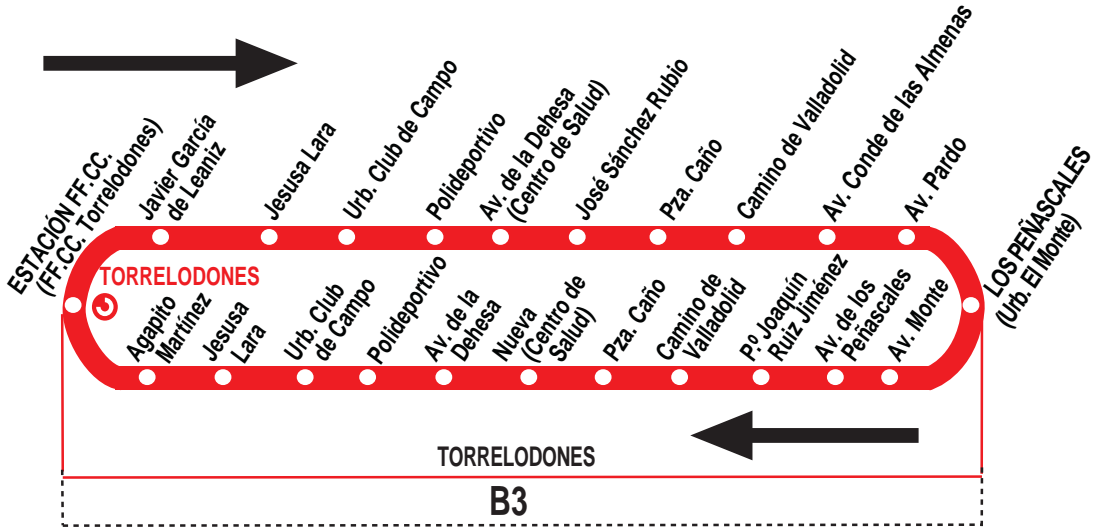 ESTACIÓN FF.CC.
(FF.CC. Torrelodones)
Javier García
de Leaniz
Jesusa Lara
Urb. Club de Campo
Polideportivo
Av. de la Dehesa
(Centro de Salud)
José Sánchez Rubio
Pza. Caño
Camino de Valladolid
Av. Conde de las Almenas
Av. Pardo
LOS PEÑASCALES
(Urb. El Monte)
TORRELODONES
Agapito
Martínez
Jesusa
Lara
Urb. Club
de Campo
Polideportivo
Av. de la
Dehesa
Nueva
(Centro de
Salud)
Pza. Caño
Camino de
Valladolid
P.º Joaquín
Ruiz Jiménez
Av. de los
Peñascales
Av. Monte
TORRELODONES
B3